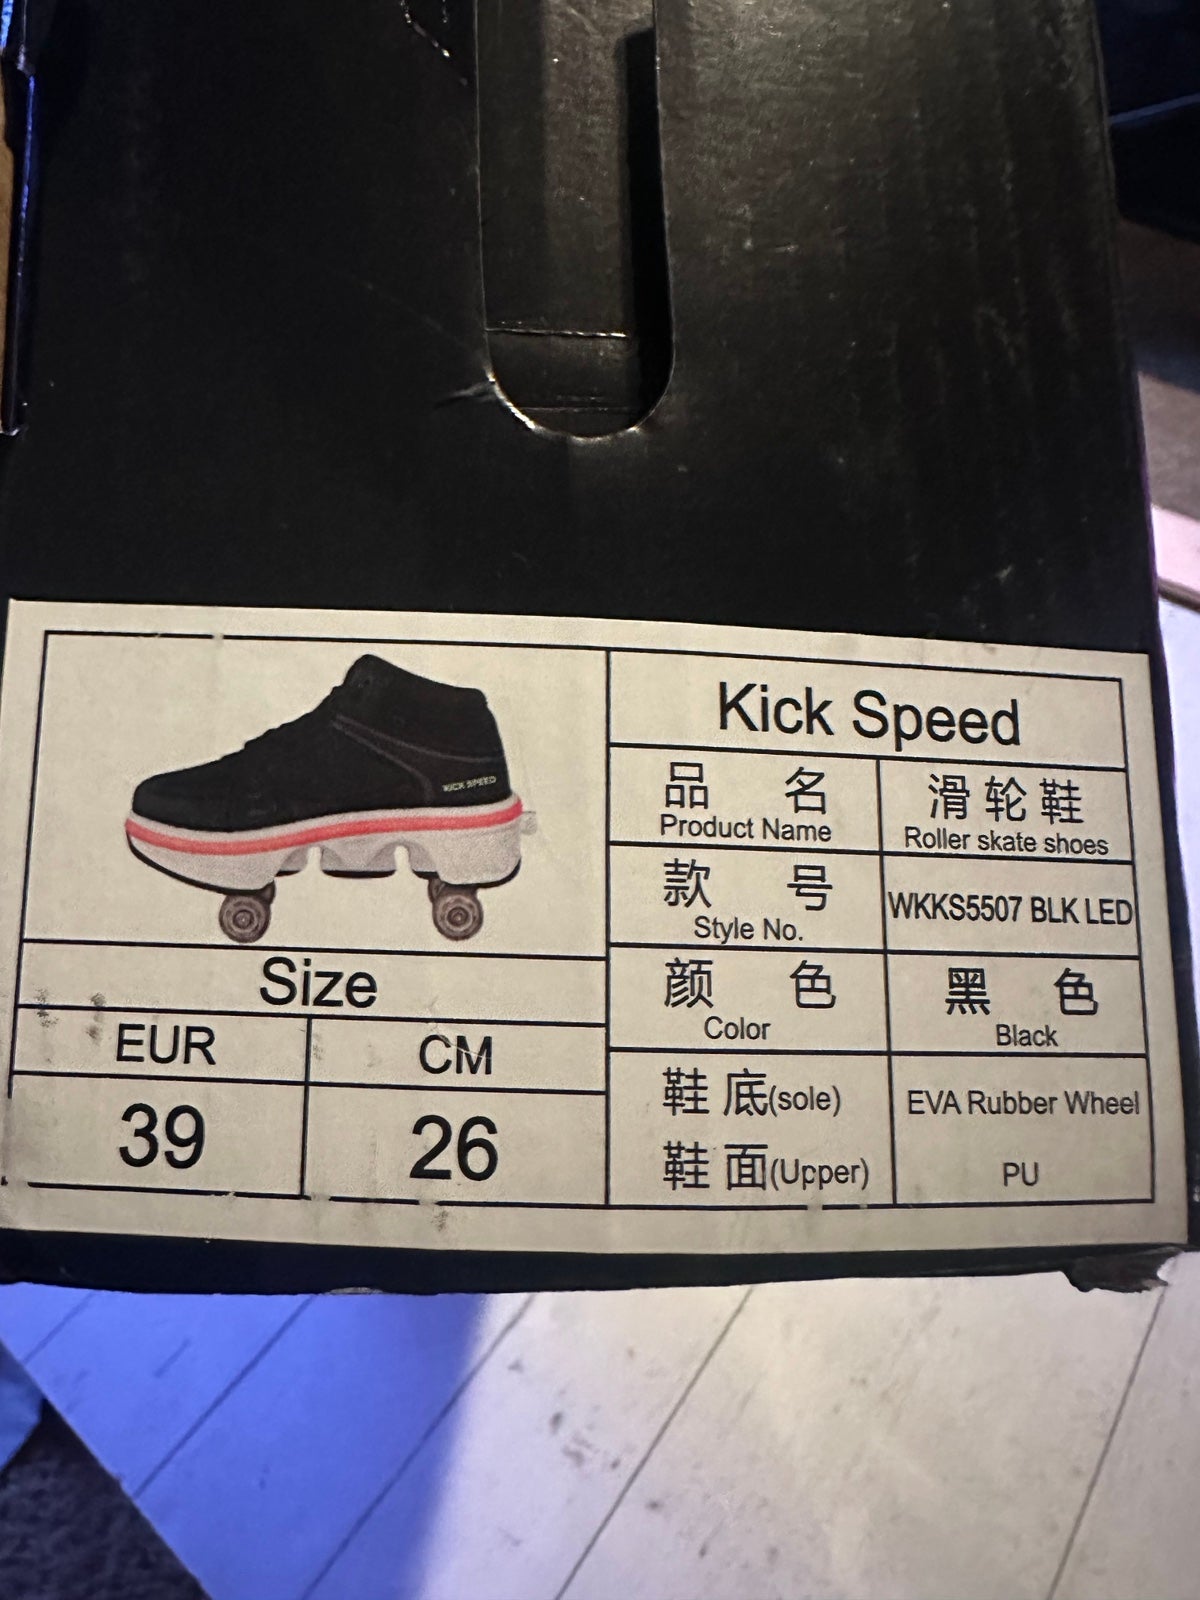 KICK SPEED
Size
EUR CM
39 26
Kick Speed
品 名 滑轮鞋
Product Name Roller skate shoes
款 号 WKKS5507 BLK LED
Style No.
颜 色 黑 色
Color Black
鞋 底(sole) EVA Rubber Wheel
鞋 面(Upper) PU